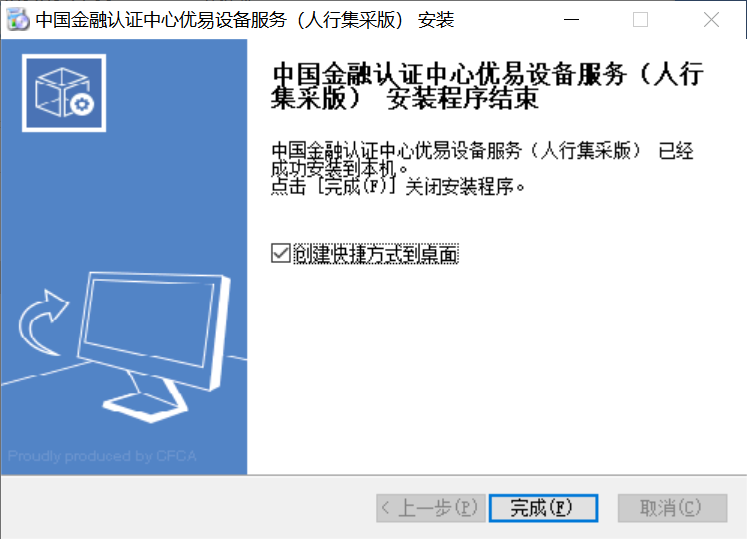 中国金融认证中心优易设备服务（人行集采版） 安装
中国金融认证中心优易设备服务（人行
集采版） 安装程序结束
中国金融认证中心优易设备服务（人行集采版） 已经
成功安装到本机。
点击 [完成(F)] 关闭安装程序。
创建快捷方式到桌面
Proudly produced by CFCA
< 上一步(P)
完成(F)
取消(C)